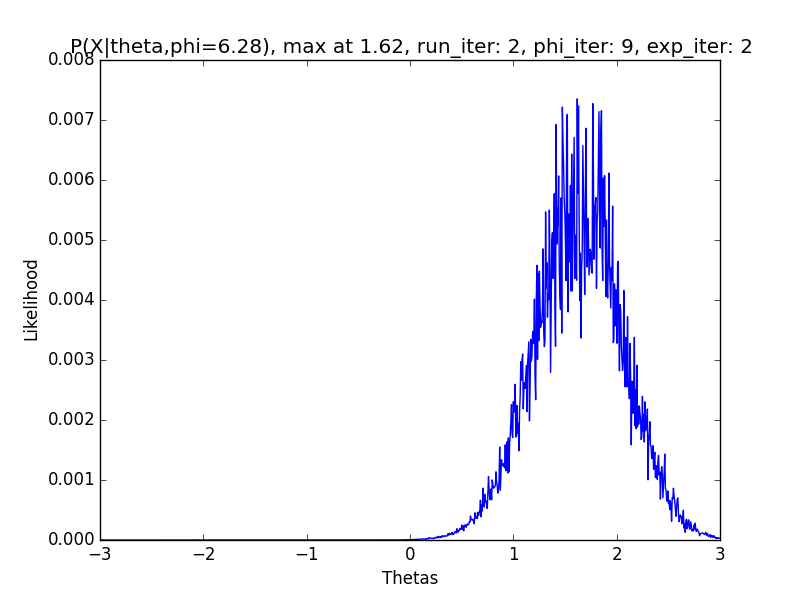 P(X|theta,phi=6.28), max at 1.62, run_iter: 2, phi_iter: 9, exp_iter: 2
0.008
0.007
0.006
0.005
0.004
0.003
0.002
0.001
0.000
Likelihood
−3 −2 −1 0 1 2 3
Thetas